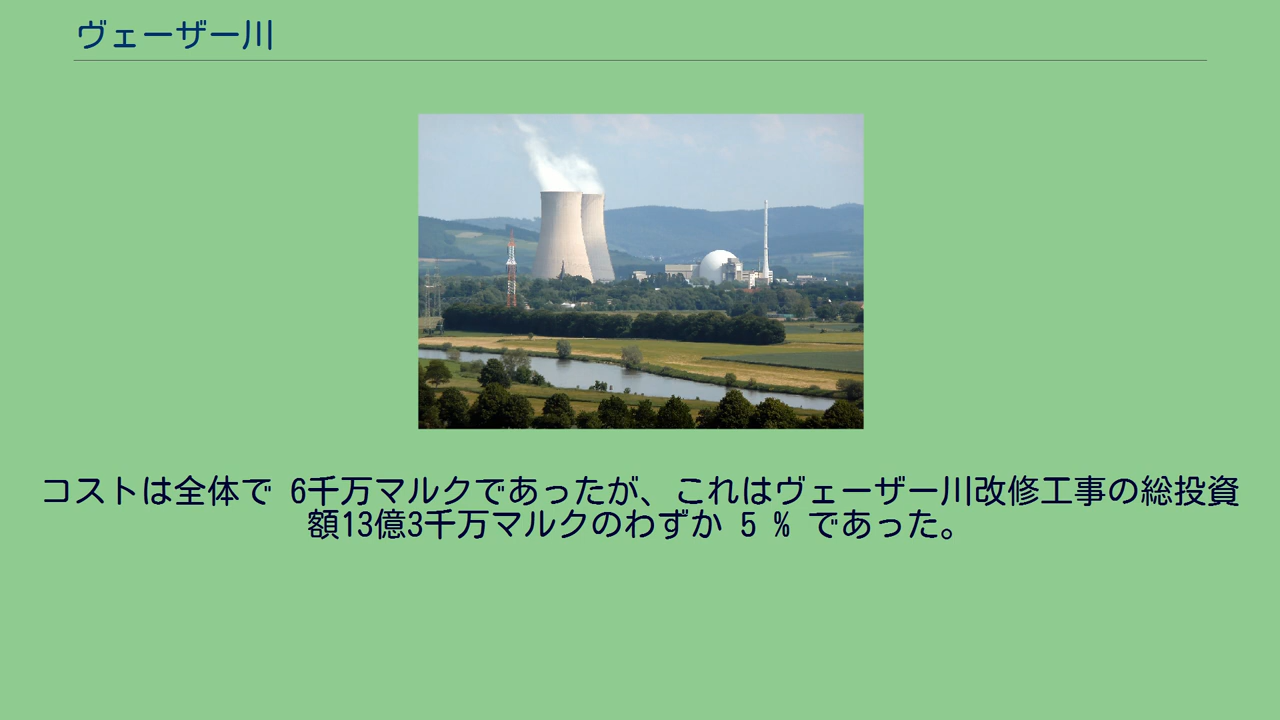 ヴェーザー川
コストは全体で 6千万マルクであったが、これはヴェーザー川改修工事の総投資
額13億3千万マルクのわずか 5 % であった。